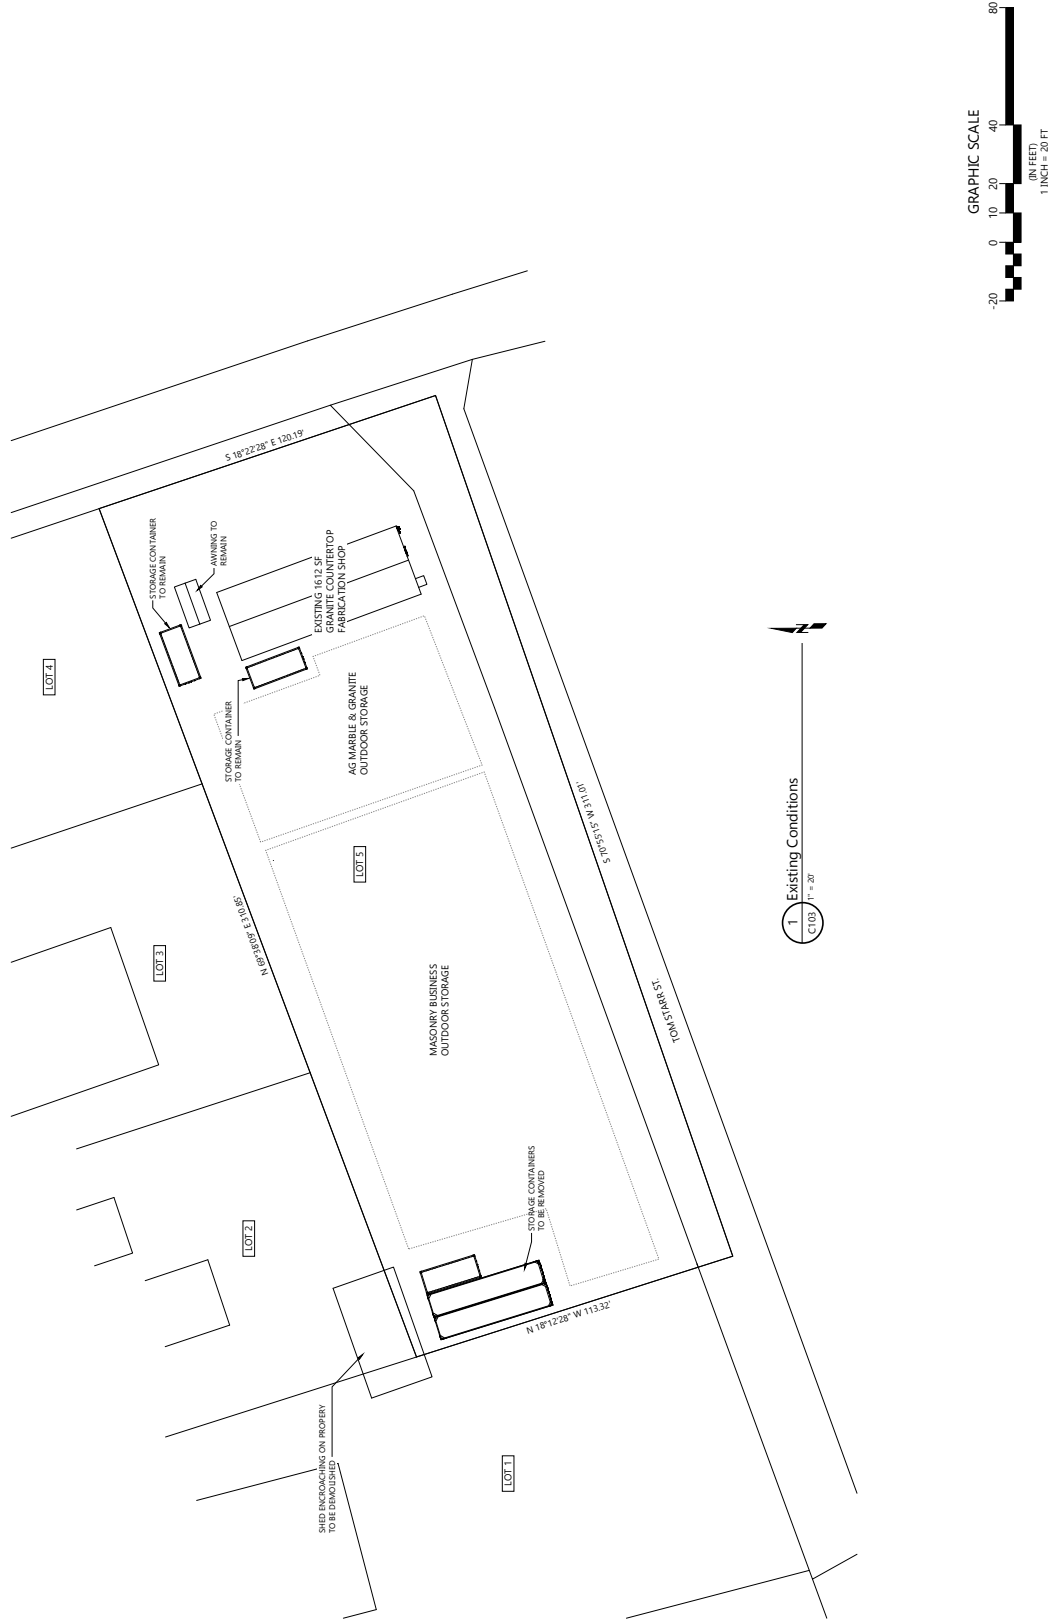 GRAPHIC SCALE
-20 0 10 20 40 80
(IN FEET)
1 INCH = 20 FT
S 18°22'28" E 120.19'
STORAGE CONTAINER
TO REMAIN
AWNING TO
REMAIN
EXISTING 1612 SF
GRANITE COUNTERTOP
FABRICATION SHOP
LOT 4
STORAGE CONTAINER
TO REMAIN
AG MARBLE & GRANITE
OUTDOOR STORAGE
S 70°55'15" W 311.01'
LOT 5
N 69°38'09" E 310.85'
LOT 3
MASONRY BUSINESS
OUTDOOR STORAGE
TOM STARR ST.
STORAGE CONTAINERS
TO BE REMOVED
LOT 2
N 18°12'28" W 113.32'
SHED ENCROACHING ON PROPERY
TO BE DEMOLISHED
LOT 1
N
1
C103
Existing Conditions
1" = 20'